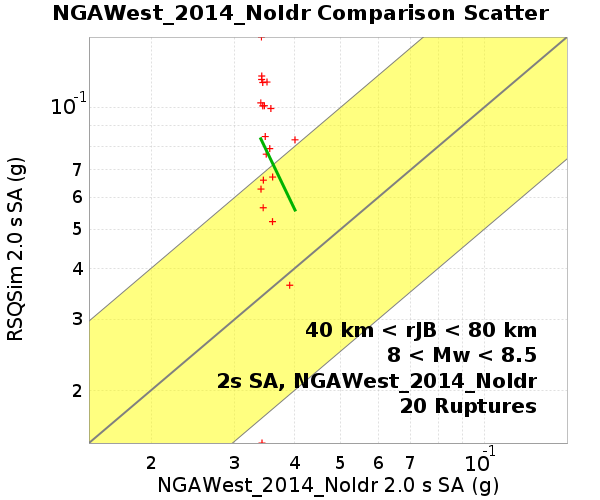 NGAWest_2014_NoIdr Comparison Scatter
RSQSim 2.0 s SA (g)
10-1
7
6
5
4
3
2
40 km < rJB < 80 km
8 < Mw < 8.5
2s SA, NGAWest_2014_NoIdr
20 Ruptures
2 3 4 5 6 7 10-1
NGAWest_2014_NoIdr 2.0 s SA (g)